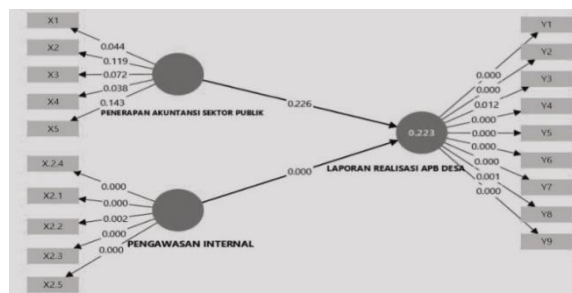 X1
X2
X3
X4
X5
0.044
0.119
0.072
0.038
0.143
PENERAPAN AKUNTANSI SEKTOR PUBLIK
0.226
X.2.4
X2.1
X2.2
X2.3
X2.5
0.000
0.000
0.002
0.000
0.000
PENGAWASAN INTERNAL
0.000
0.223
LAPORAN REALISASI APB DESA
0.000
0.000
0.012
0.000
0.000
0.000
0.000
0.001
0.000
Y1
Y2
Y3
Y4
Y5
Y6
Y7
Y8
Y9